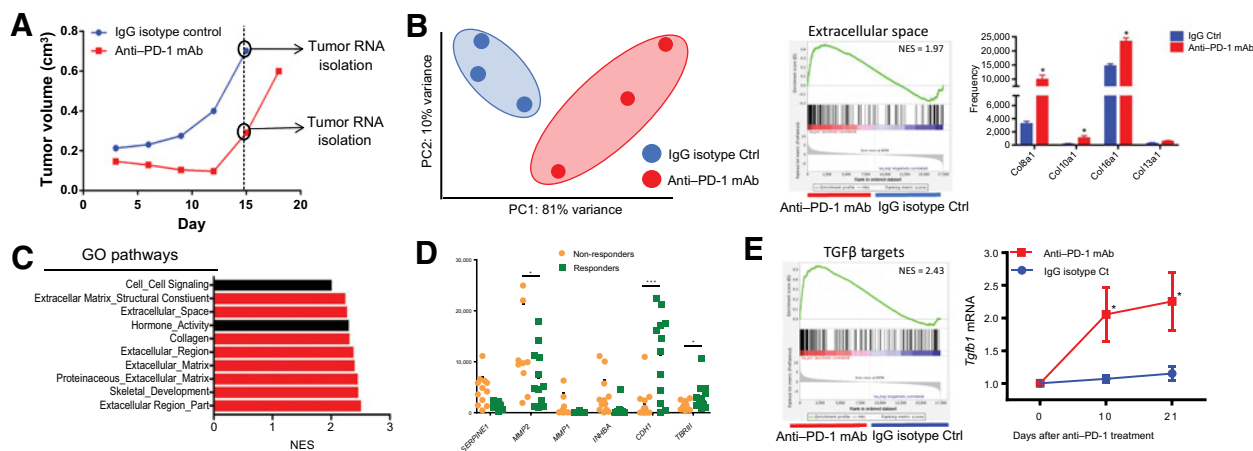 A
IgG isotype control
Anti–PD-1 mAb
Tumor volume (cm³)
0.8
0.6
0.4
0.2
0.0
0
5
10
15
20
Day
Tumor RNA
isolation
Tumor RNA
isolation
B
PC2: 10% variance
PC1: 81% variance
IgG isotype Ctrl
Anti–PD-1 mAb
Extracellular space
NES = 1.97
Anti–PD-1 mAb
IgG isotype Ctrl
IgG Ctrl
Anti–PD-1 mAb
Frequency
25,000
20,000
15,000
10,000
6,000
4,000
2,000
0
*
*
*
Col8a1
Col10a1
Col16a1
Col13a1
C
GO pathways
Cell_Cell Signaling
Extracellar Matrix_Structural Constiuent
Extracellular_Space
Hormone_Activity
Collagen
Extacellular_Region
Extacellular_Matrix
Proteinaceous_Extacellular_Matrix
Skeletal_Development
Extacellular Region_Part
0
1
2
3
NES
D
Non-responders
Responders
30,000
20,000
10,000
0
*
***
*
SERPINE1
MMP2
MMP1
INHBA
CDH1
TBRIII
E
TGFβ targets
NES = 2.43
Anti–PD-1 mAb
IgG isotype Ctrl
Anti–PD-1 mAb
IgG isotype Ct
Tgfb1 mRNA
3.0
2.5
2.0
1.5
1.0
*
*
0
10
21
Days after anti–PD-1 treatment